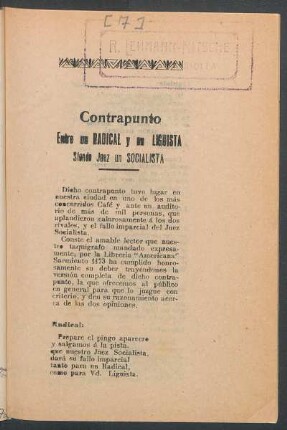 [7]
R. LEHMANN-NITSCHE
Contrapunto
Entre un RADICAL y un LIGUISTA
Siendo Juez un SOCIALISTA
Dicho contrapunto tuvo lugar en
nuestra ciudad en uno de los más
concurridos Café y ante un audito-
rio de más de mil personas, que
aplaudieron calurosamente á los dos
rivales, y el fallo imparcial del Juez
Socialista.
Conste el amable lector que nues-
tro taquígrafo mandado expresa-
mente, por la Librería "Americana"
Sarmiento 1173 ha cumplido honro-
samente su deber trayendonos la
versión completa de dicho contra-
punto, la que ofrecemos al público
en general para que lo juzgue con
criterio, y den su razonamiento acer-
ca de las dos opiniones.
Radical:
Prepare el pingo aparcero
y salgamos á la pista,
que nuestro Juez Socialista,
dará su fallo imparcial
tanto para un Radical,
como para Vd. Liguista.